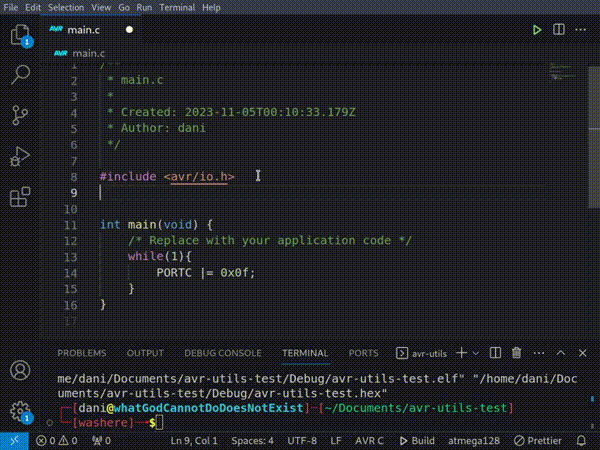 File Edit Selection View Go Run Terminal Help
AVR main.c
AVR main.c
1 /**
2 * main.c
3 *
4 * Created: 2023-11-05T00:10:33.179Z
5 * Author: dani
6 */
7
8 #include <avr/io.h>
9
10
11 int main(void) {
12 /* Replace with your application code */
13 while(1){
14 PORTC |= 0x0f;
15 }
16 }
17
PROBLEMS OUTPUT DEBUG CONSOLE TERMINAL PORTS avr-utils
me/dani/Documents/avr-utils-test/Debug/avr-utils-test.elf" "/home/dani/Doc
uments/avr-utils-test/Debug/avr-utils-test.hex"
┌─[dani@whatGodCannotDoDoesNotExist]─[~/Documents/avr-utils-test]
└─[washere]─➞$
1
1
0 0 0 Ln 9, Col 1 Spaces: 4 UTF-8 LF AVR C Build atmega128 Prettier